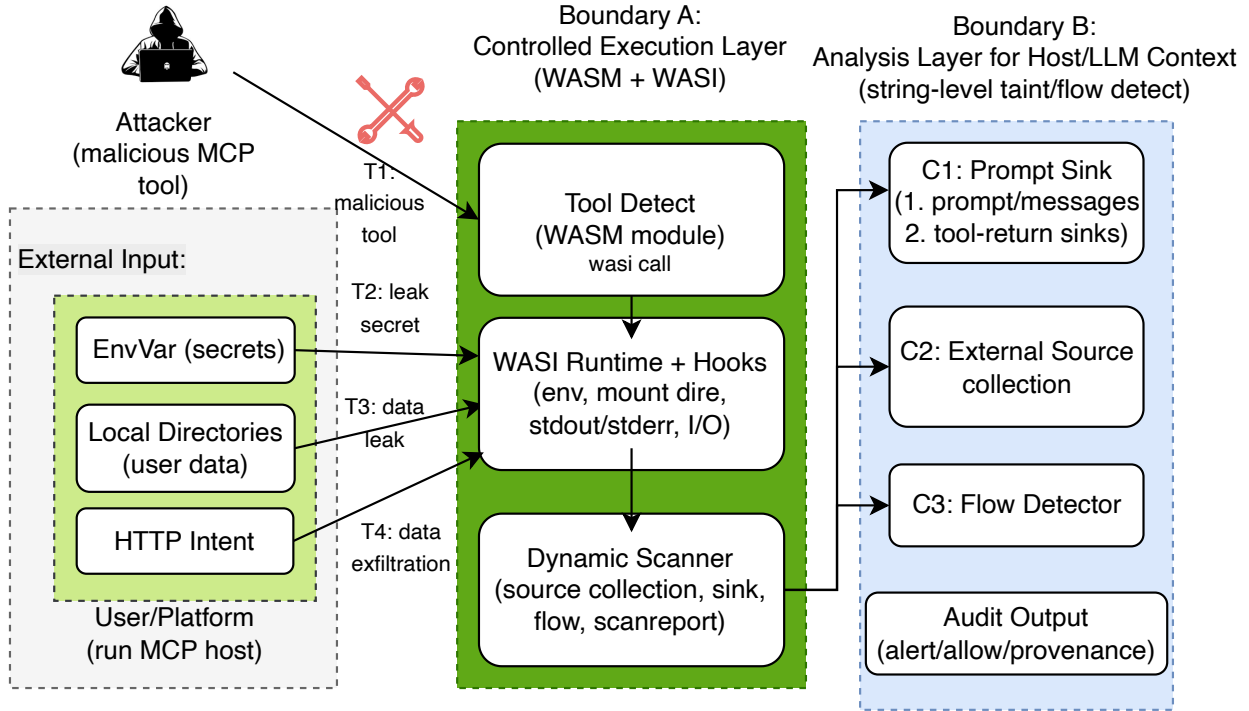 Attacker
(malicious MCP
tool)
External Input:
EnvVar (secrets)
Local Directories
(user data)
HTTP Intent
User/Platform
(run MCP host)
T1:
malicious
tool
T2: leak
secret
T3: data
leak
T4: data
exfiltration
Boundary A:
Controlled Execution Layer
(WASM + WASI)
Tool Detect
(WASM module)
wasi call
WASI Runtime + Hooks
(env, mount dire,
stdout/stderr, I/O)
Dynamic Scanner
(source collection, sink,
flow, scanreport)
Boundary B:
Analysis Layer for Host/LLM Context
(string-level taint/flow detect)
C1: Prompt Sink
(1. prompt/messages
2. tool-return sinks)
C2: External Source
collection
C3: Flow Detector
Audit Output
(alert/allow/provenance)